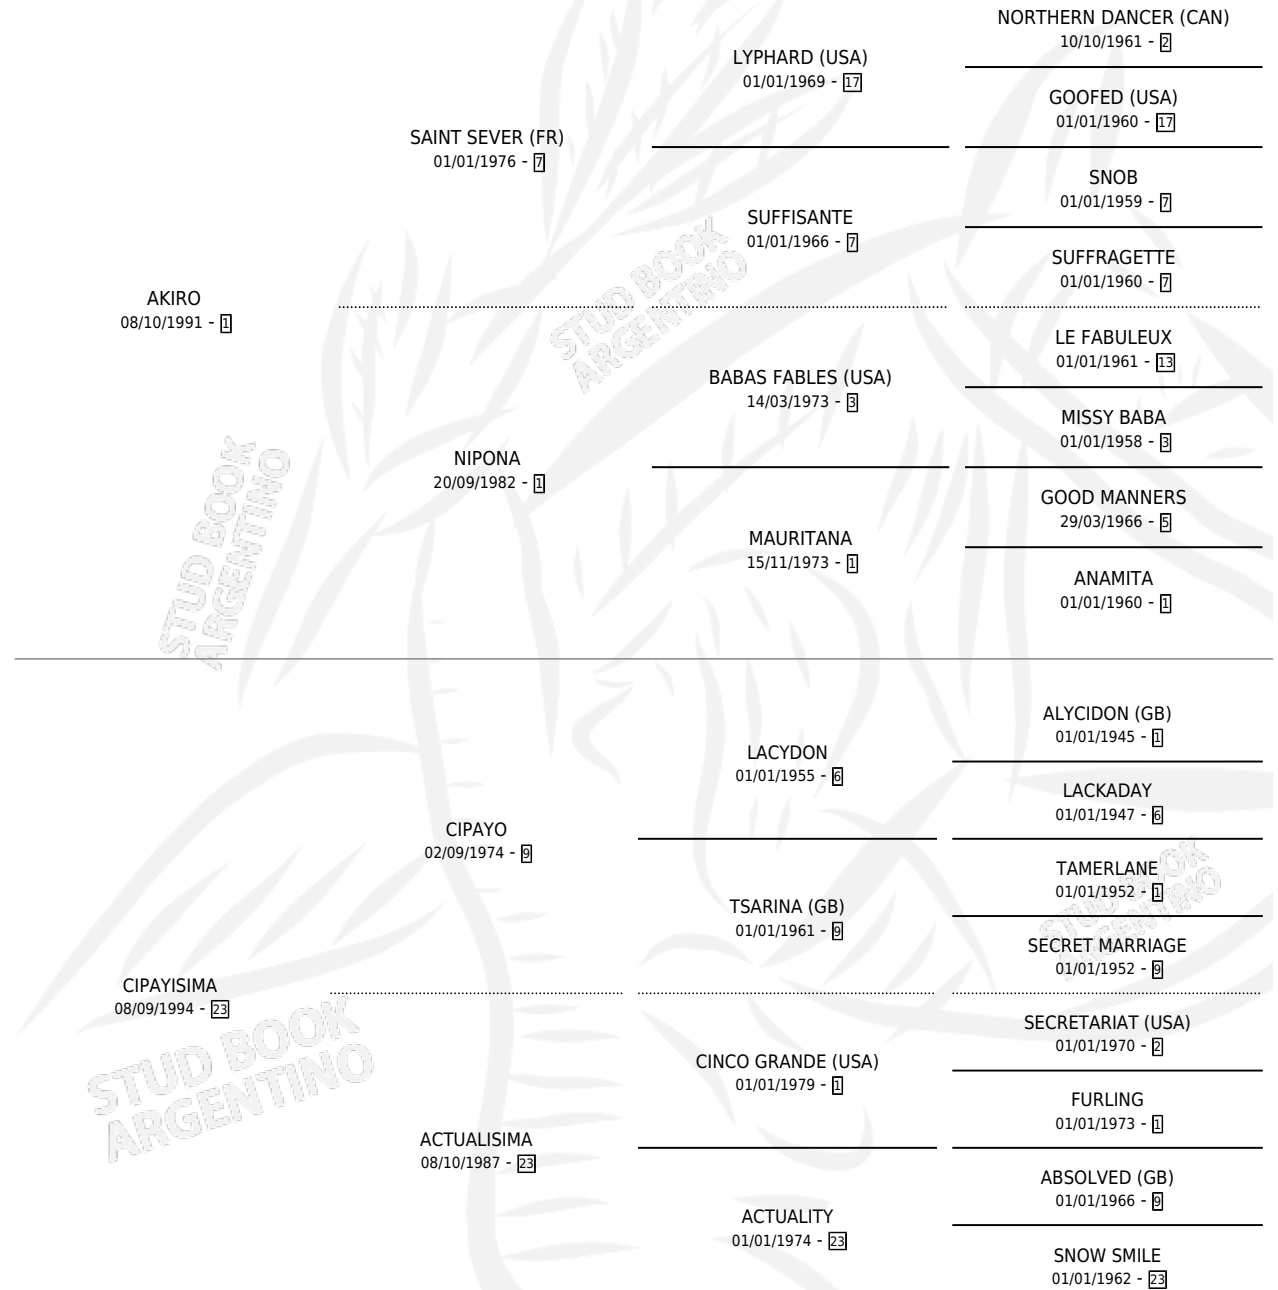 NORTHERN DANCER (CAN)
10/10/1961 - 2
LYPHARD (USA)
01/01/1969 - 17
GOOFED (USA)
01/01/1960 - 17
SAINT SEVER (FR)
01/01/1976 - 7
SNOB
01/01/1959 - 7
SUFFISANTE
01/01/1966 - 7
SUFFRAGETTE
01/01/1960 - 7
AKIRO
08/10/1991 - 1
LE FABULEUX
01/01/1961 - 13
BABAS FABLES (USA)
14/03/1973 - 3
MISSY BABA
01/01/1958 - 3
NIPONA
20/09/1982 - 1
GOOD MANNERS
29/03/1966 - 5
MAURITANA
15/11/1973 - 1
ANAMITA
01/01/1960 - 1
ALYCIDON (GB)
01/01/1945 - 1
LACYDON
01/01/1955 - 6
LACKADAY
01/01/1947 - 6
CIPAYO
02/09/1974 - 9
TAMERLANE
01/01/1952 - 1
TSARINA (GB)
01/01/1961 - 9
SECRET MARRIAGE
01/01/1952 - 9
CIPAYISIMA
08/09/1994 - 23
SECRETARIAT (USA)
01/01/1970 - 2
CINCO GRANDE (USA)
01/01/1979 - 1
FURLING
01/01/1973 - 1
ACTUALISIMA
08/10/1987 - 23
ABSOLVED (GB)
01/01/1966 - 9
ACTUALITY
01/01/1974 - 23
SNOW SMILE
01/01/1962 - 23
STUD BOOK
ARGENTINO
STUD BOOK
ARGENTINO
STUD BOOK
ARGENTINO
STUD BOOK
ARGENTINO